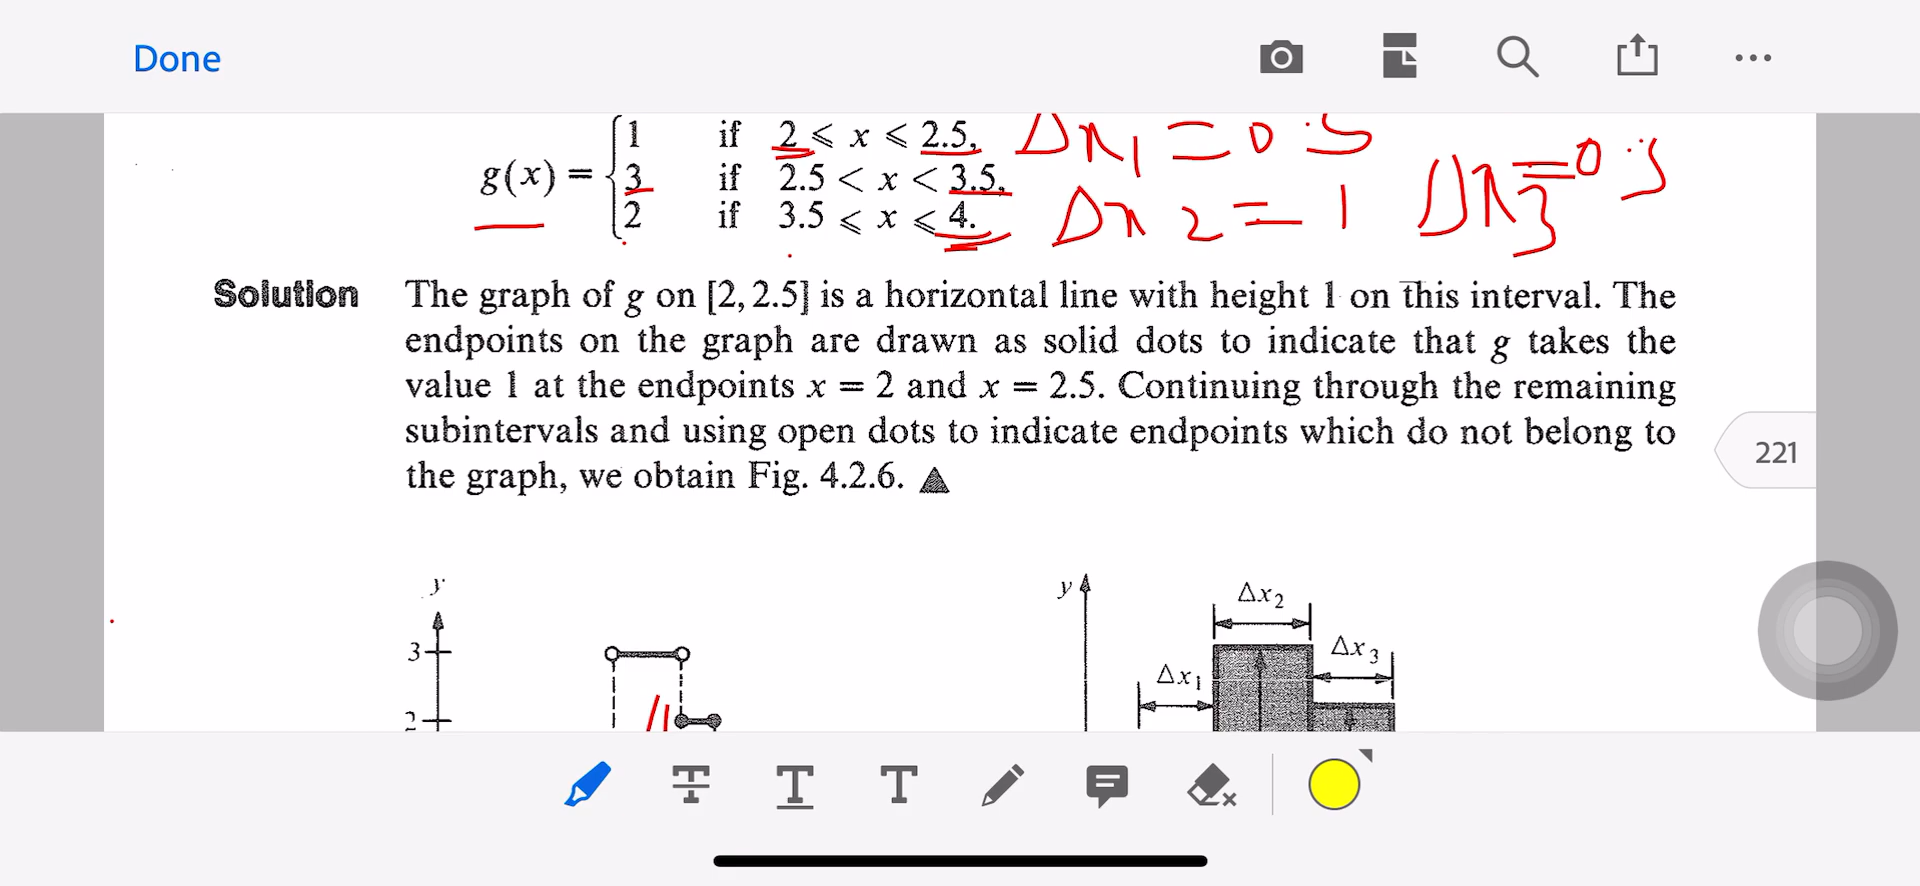 Done
g(x) = { 1 if 2 ⩽ x < 2.5, Δx1 = 0.5
3 if 2.5 < x < 3.5, Δx3 = 0.5
2 if 3.5 ⩽ x ⩽ 4. Δx2 = 1
Solution The graph of g on [2, 2.5] is a horizontal line with height 1 on this interval. The
endpoints on the graph are drawn as solid dots to indicate that g takes the
value 1 at the endpoints x = 2 and x = 2.5. Continuing through the remaining
subintervals and using open dots to indicate endpoints which do not belong to
the graph, we obtain Fig. 4.2.6. ▲
221
y
3
2
y
Δx2
Δx3
Δx1